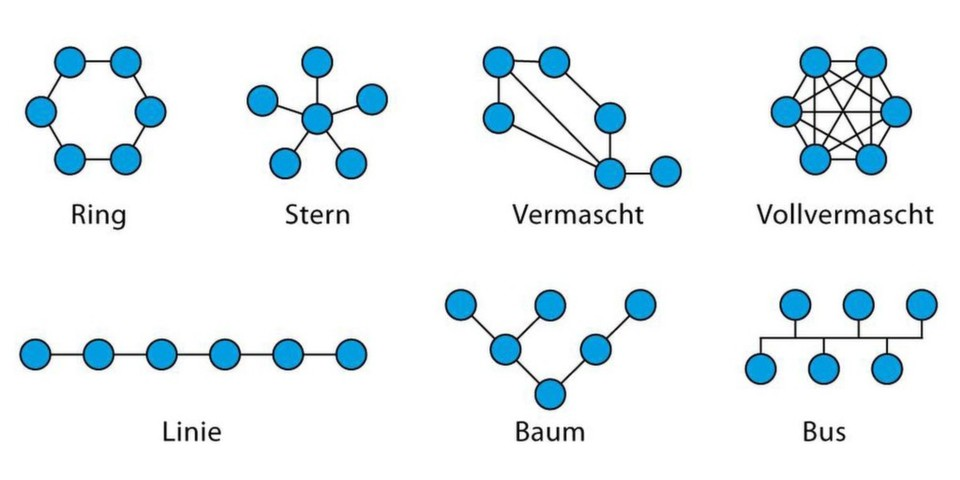 Ring
Stern
Vermascht
Vollvermascht
Linie
Baum
Bus